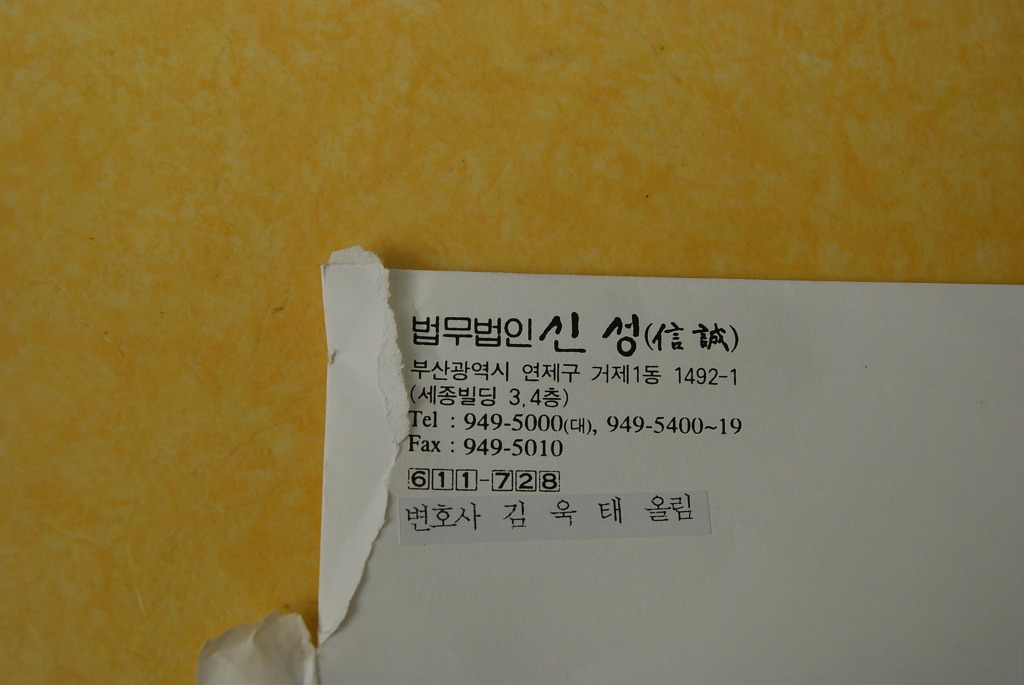 법무법인 신 성(信 誠)
부산광역시 연제구 거제1동 1492-1
(세종빌딩 3,4층)
Tel : 949-5000(대), 949-5400~19
Fax : 949-5010
611-728
변호사 김 욱 태 올림